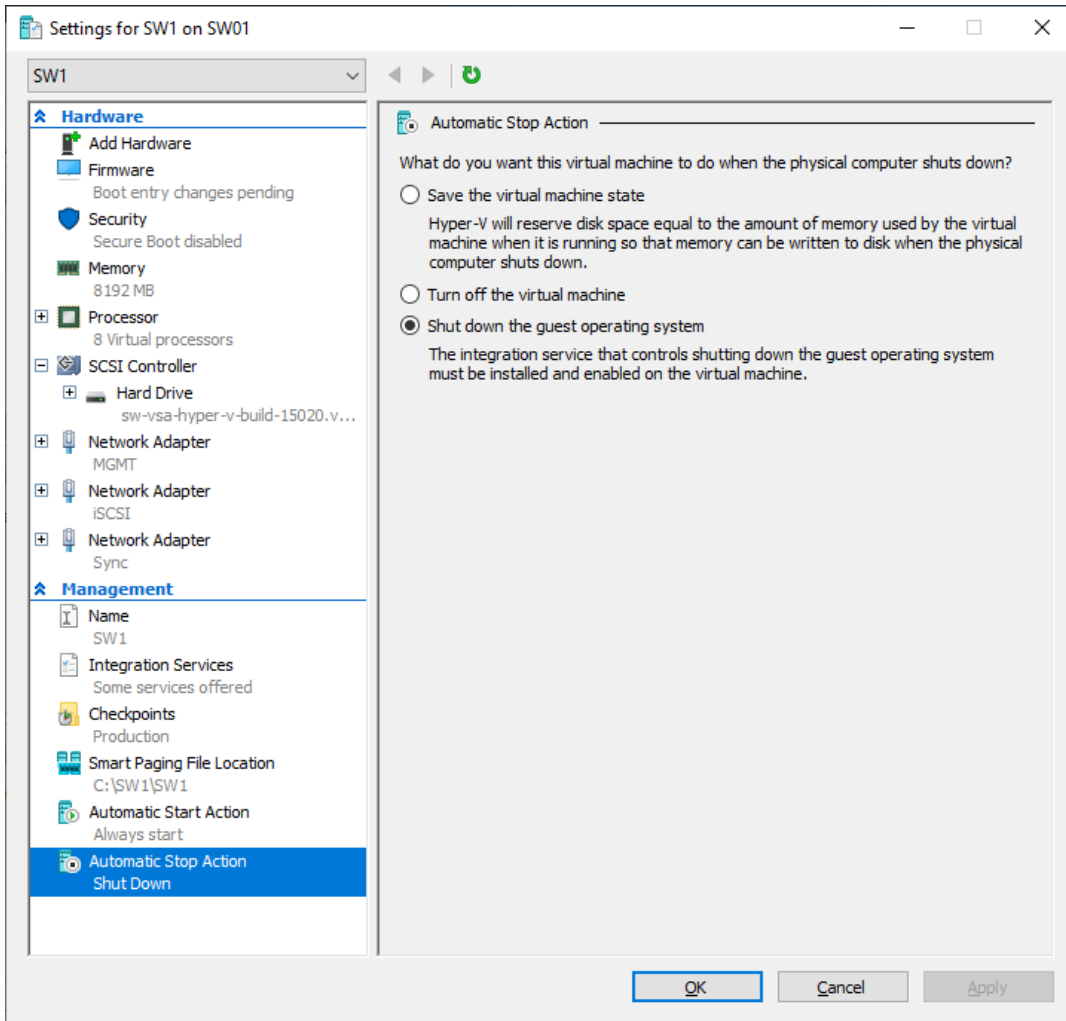 Settings for SW1 on SW01
SW1
Hardware
Add Hardware
Firmware
Boot entry changes pending
Security
Secure Boot disabled
Memory
8192 MB
Processor
8 Virtual processors
SCSI Controller
Hard Drive
sw-vsa-hyper-v-build-15020.v...
Network Adapter
MGMT
Network Adapter
iSCSI
Network Adapter
Sync
Management
Name
SW1
Integration Services
Some services offered
Checkpoints
Production
Smart Paging File Location
C:\SW1\SW1
Automatic Start Action
Always start
Automatic Stop Action
Shut Down
Automatic Stop Action
What do you want this virtual machine to do when the physical computer shuts down?
Save the virtual machine state
Hyper-V will reserve disk space equal to the amount of memory used by the virtual
machine when it is running so that memory can be written to disk when the physical
computer shuts down.
Turn off the virtual machine
Shut down the guest operating system
The integration service that controls shutting down the guest operating system
must be installed and enabled on the virtual machine.
OK
Cancel
Apply